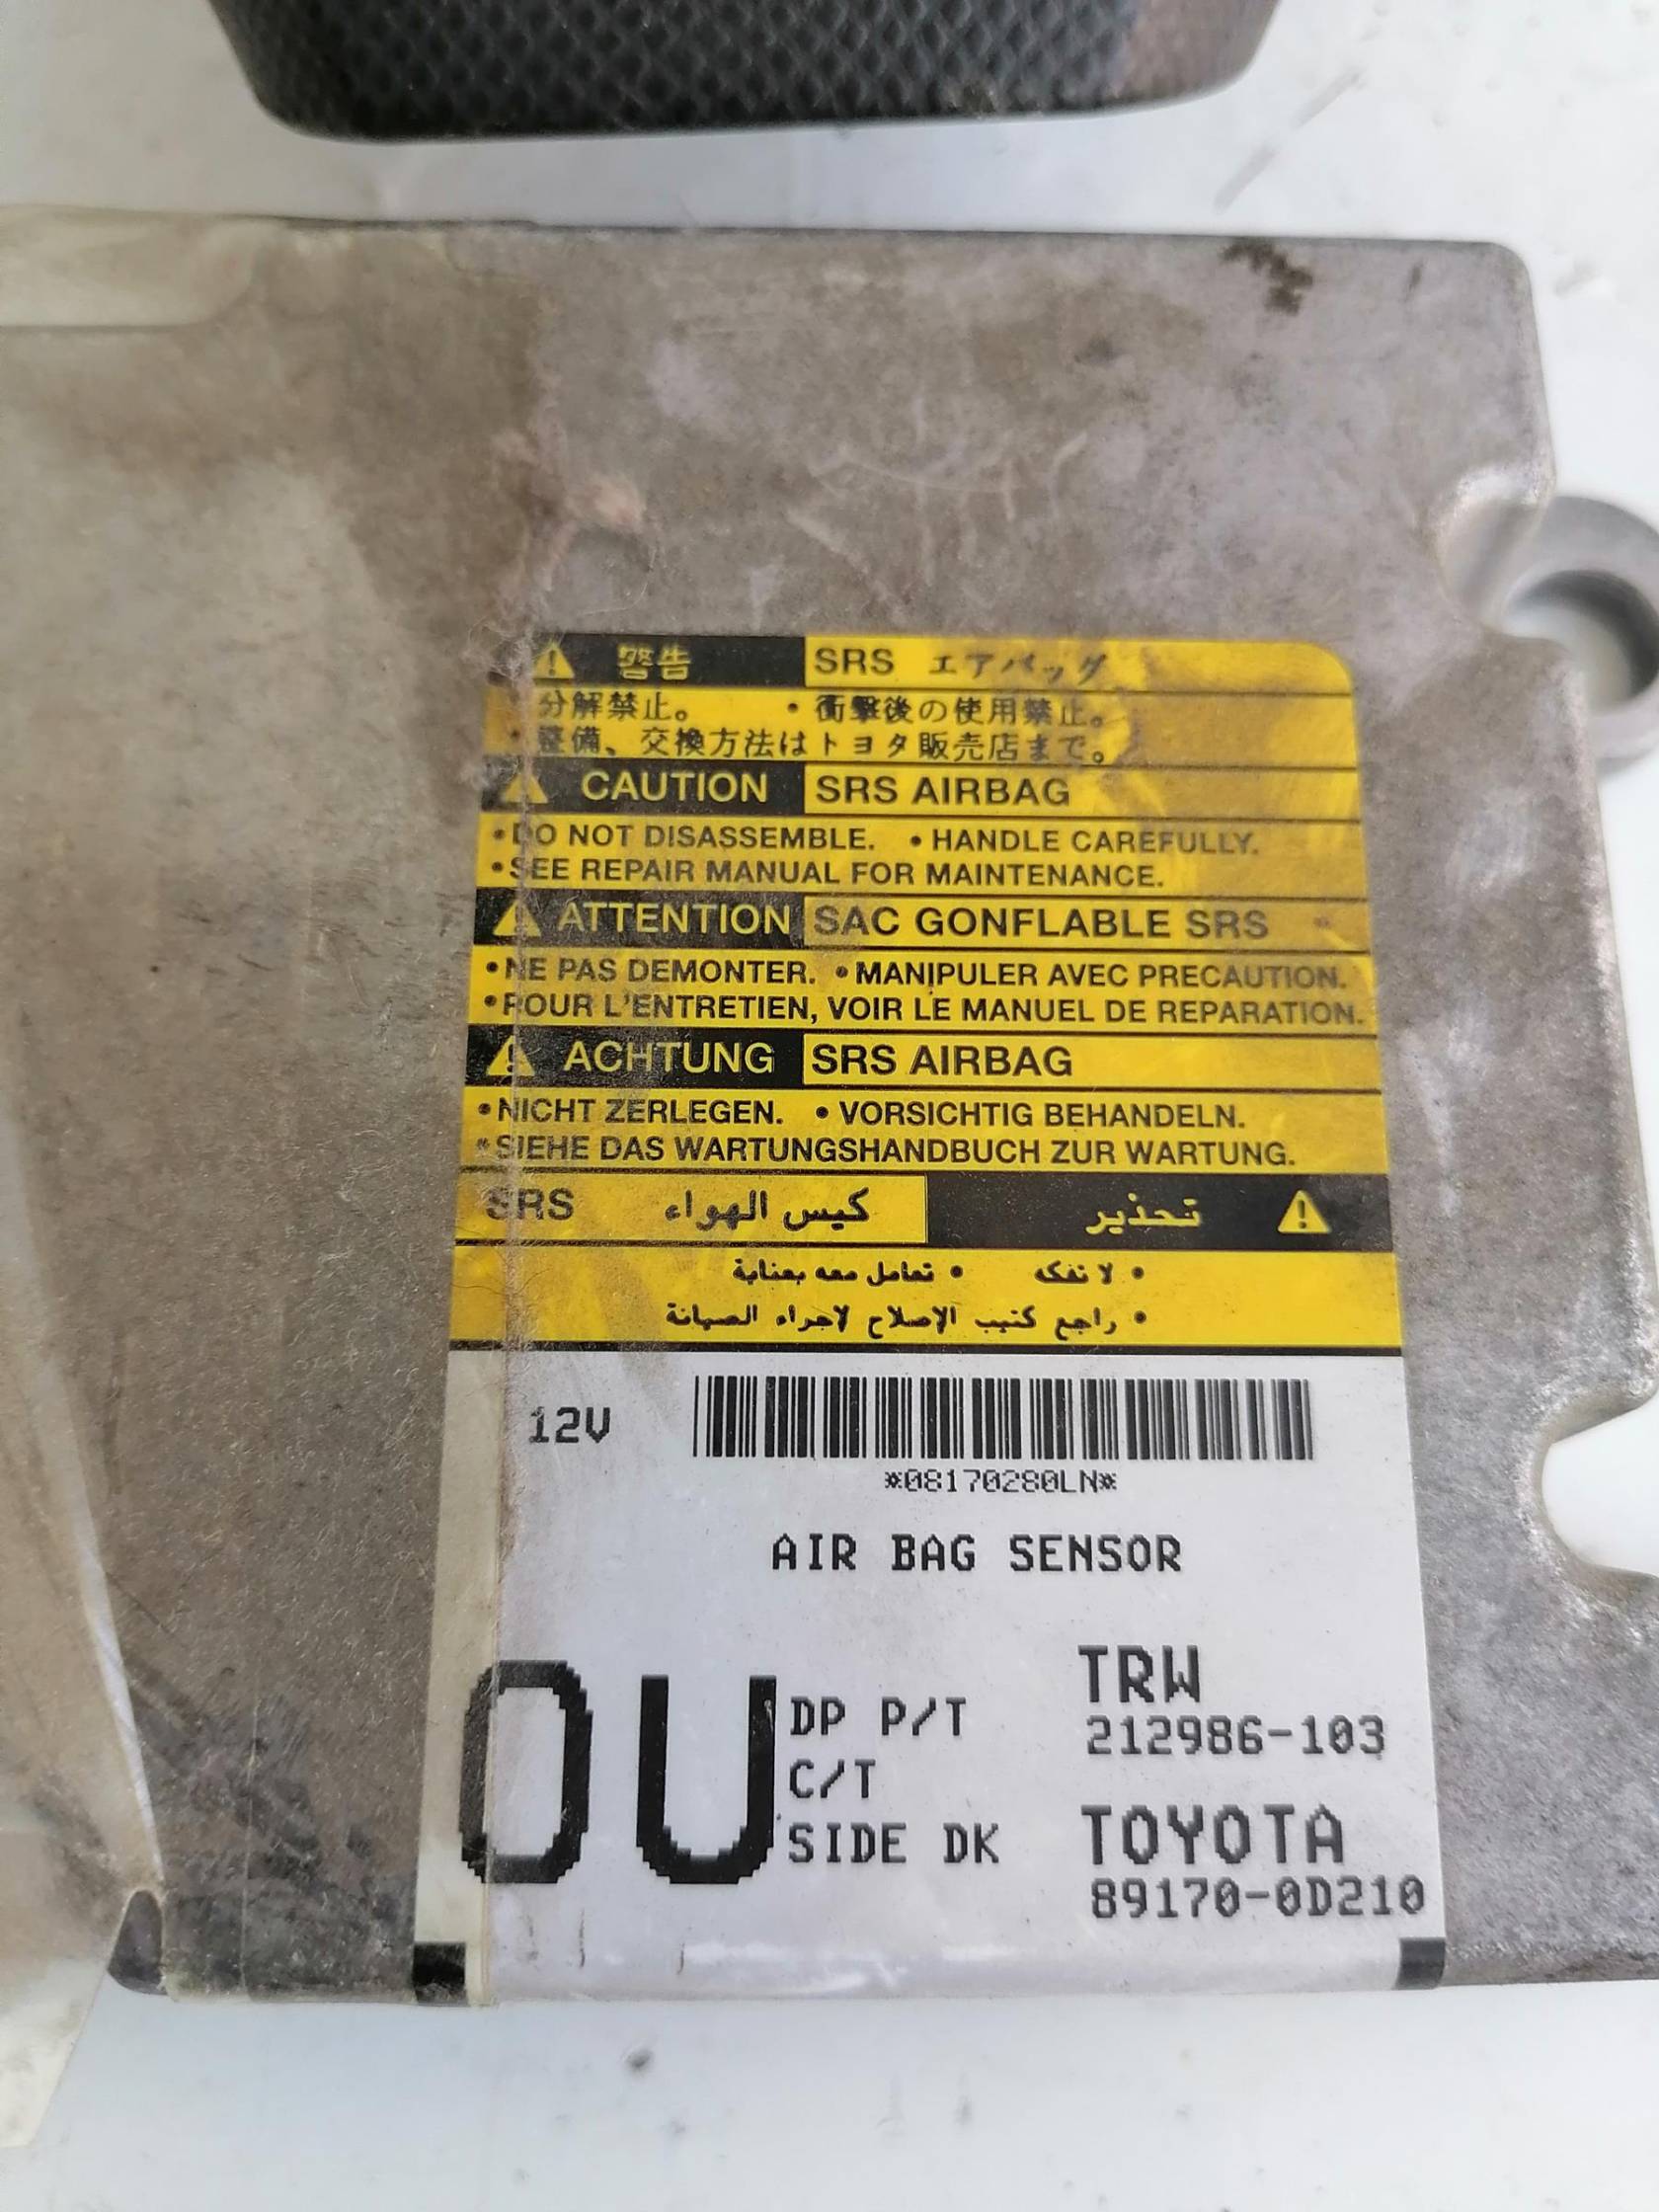 警告 SRS エアバッグ
・分解禁止。 ・衝撃後の使用禁止。
・整備、交換方法はトヨタ販売店まで。
CAUTION SRS AIRBAG
•DO NOT DISASSEMBLE. •HANDLE CAREFULLY.
•SEE REPAIR MANUAL FOR MAINTENANCE.
ATTENTION SAC GONFLABLE SRS
•NE PAS DEMONTER. •MANIPULER AVEC PRECAUTION.
•POUR L'ENTRETIEN, VOIR LE MANUEL DE REPARATION.
ACHTUNG SRS AIRBAG
•NICHT ZERLEGEN. •VORSICHTIG BEHANDELN.
•SIEHE DAS WARTUNGSHANDBUCH ZUR WARTUNG.
تحذير كيس الهواء SRS
• لا تفكه • تعامل معه بعناية
• راجع كتيب الإصلاح لاجراء الصيانة
12V
*08170280LN*
AIR BAG SENSOR
OU
DP P/T
C/T
SIDE DK
TRW
212986-103
TOYOTA
89170-0D210